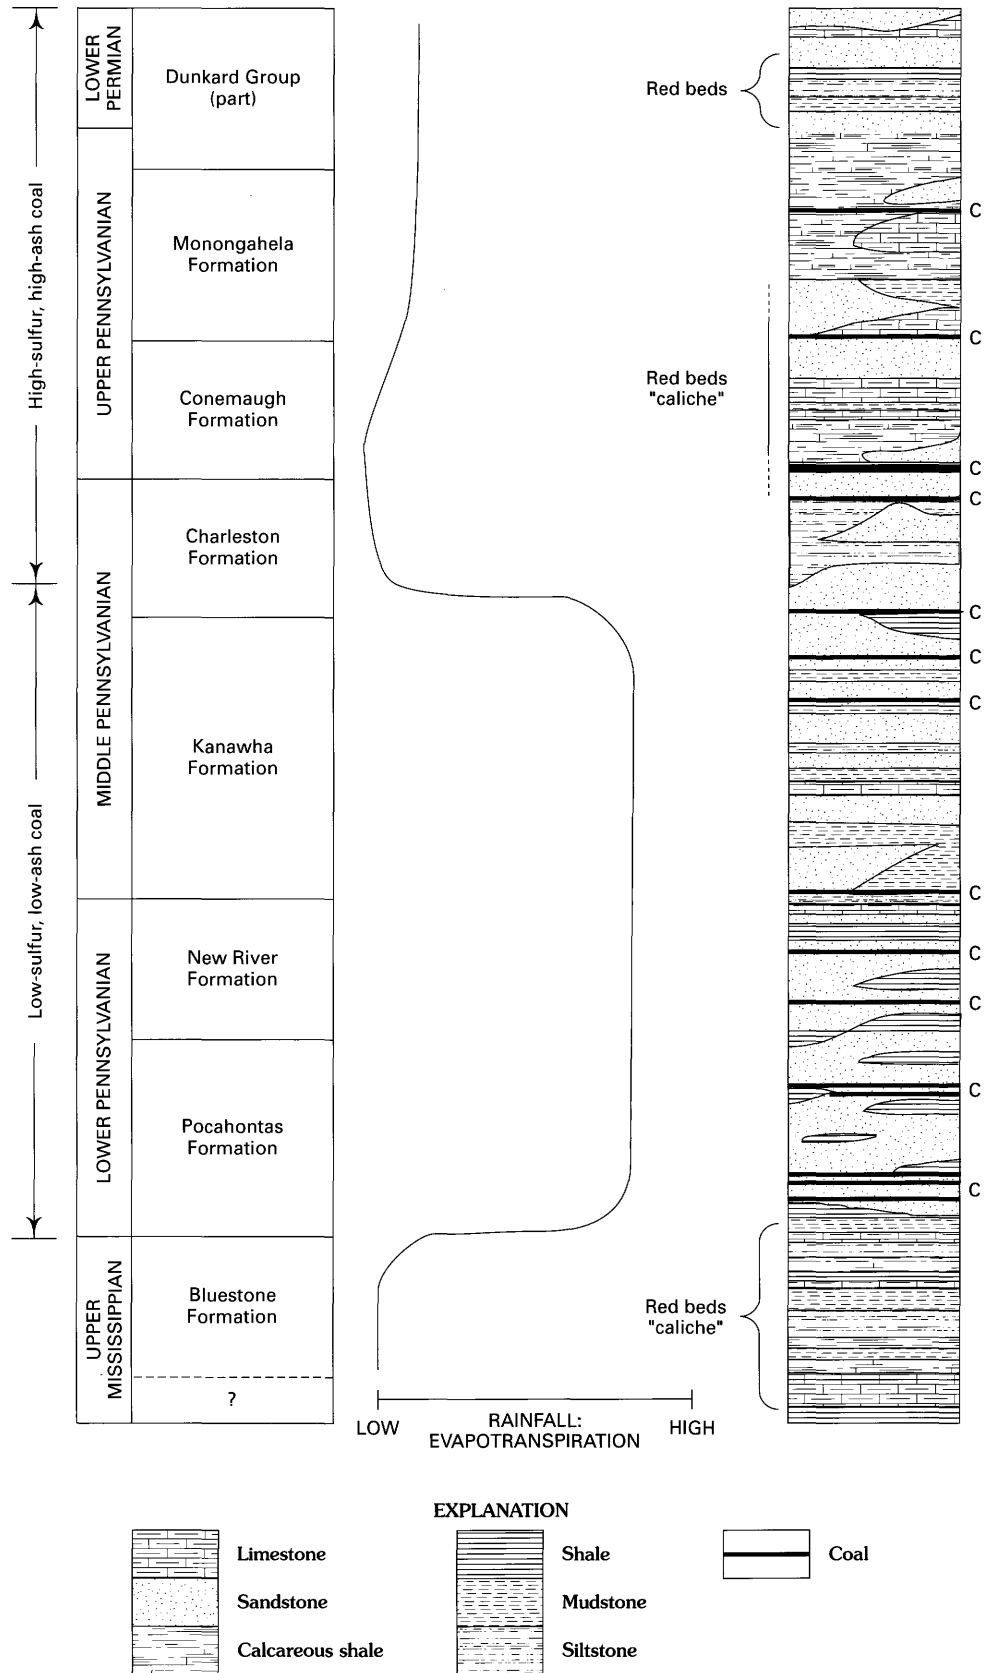 High-sulfur, high-ash coal
Low-sulfur, low-ash coal
LOWER
PERMIAN
UPPER PENNSYLVANIAN
MIDDLE PENNSYLVANIAN
LOWER PENNSYLVANIAN
UPPER
MISSISSIPPIAN
Dunkard Group
(part)
Monongahela
Formation
Conemaugh
Formation
Charleston
Formation
Kanawha
Formation
New River
Formation
Pocahontas
Formation
Bluestone
Formation
?
LOW
RAINFALL:
EVAPOTRANSPIRATION
HIGH
Red beds
Red beds
"caliche"
Red beds
"caliche"
C
C
C
C
C
C
C
C
C
C
C
C
EXPLANATION
Limestone
Sandstone
Calcareous shale
Shale
Mudstone
Siltstone
Coal